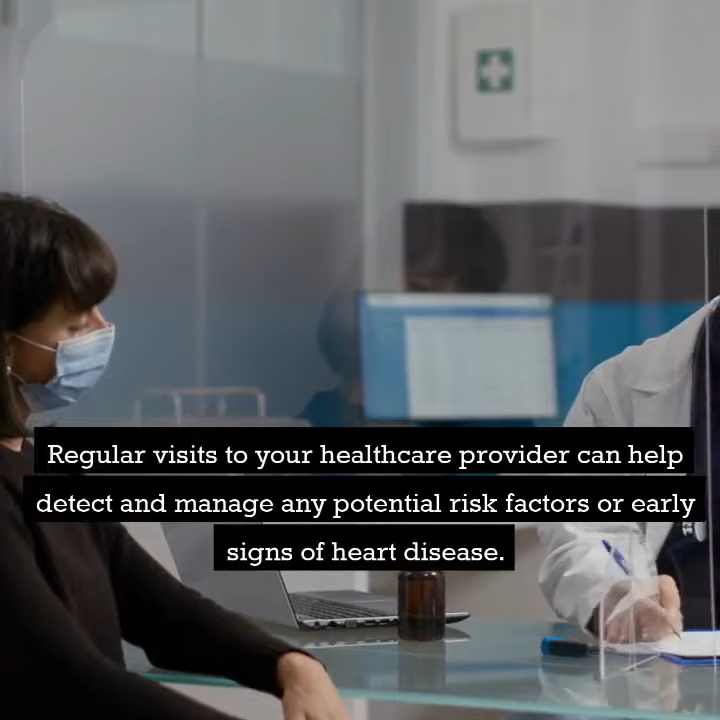 Regular visits to your healthcare provider can help
detect and manage any potential risk factors or early
signs of heart disease.